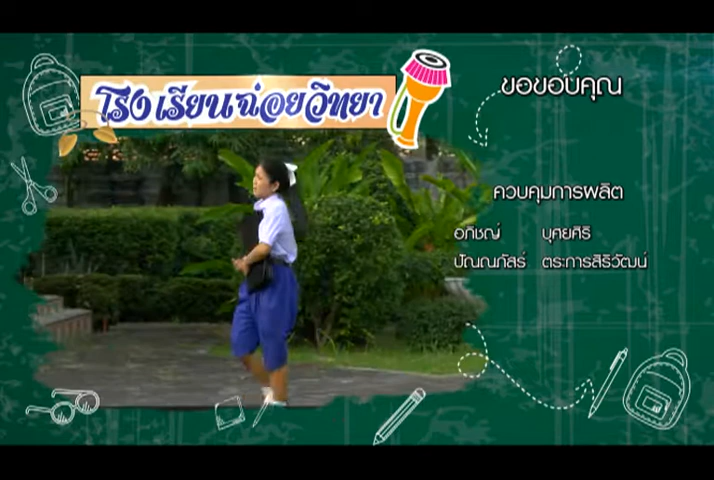 โรงเรียนฉ่อยวิทยา
ขอขอบคุณ
ควบคุมการผลิต
อภิชญ์ บุศยศิริ
ปัณณภัสร์ ตระการสิริวัฒน์